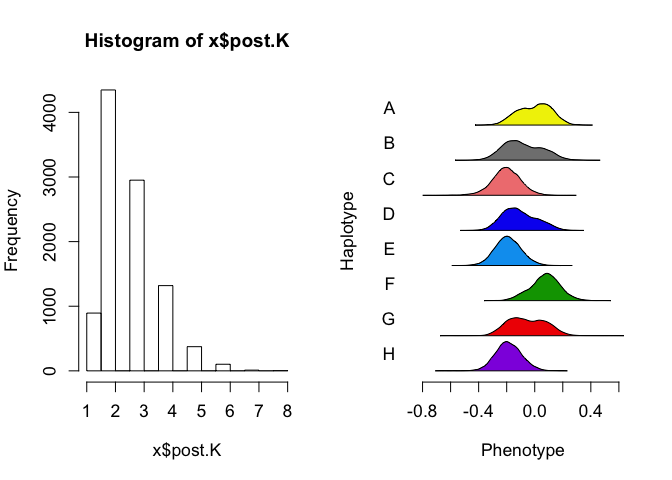 Histogram of x$post.K
Frequency
0
1000
2000
3000
4000
1 2 3 4 5 6 7 8
x$post.K
Haplotype
A
B
C
D
E
F
G
H
-0.8 -0.4 0.0 0.4
Phenotype